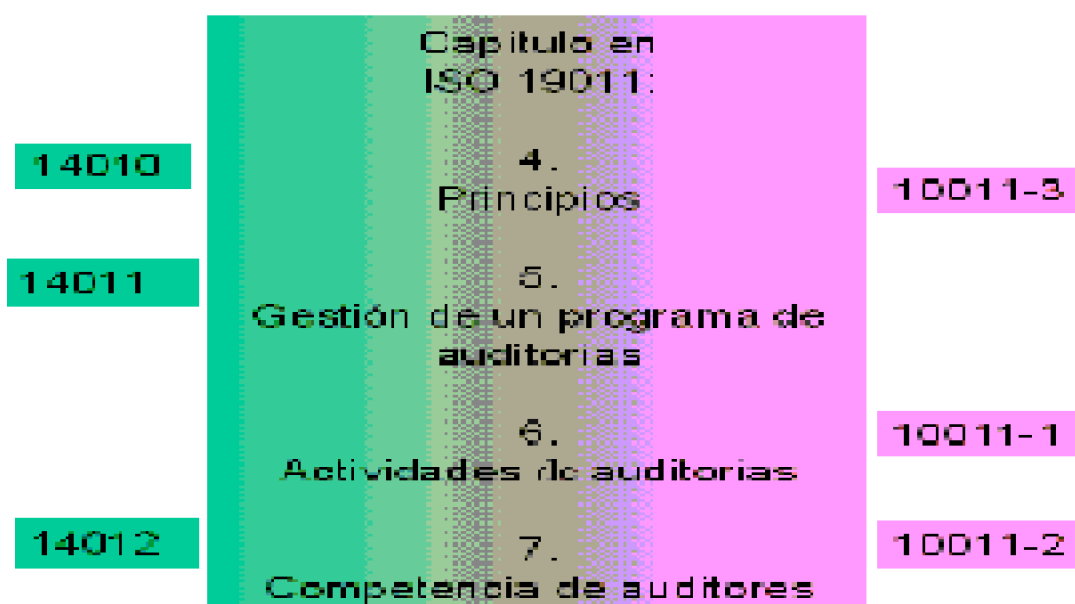 Capitulo en
ISO 19011:
14010
4.
Principios
10011-3
14011
5.
Gestión de un programa de
auditorias
6.
10011-1
Actividades de auditorias
14012
7.
10011-2
Competencia de auditores